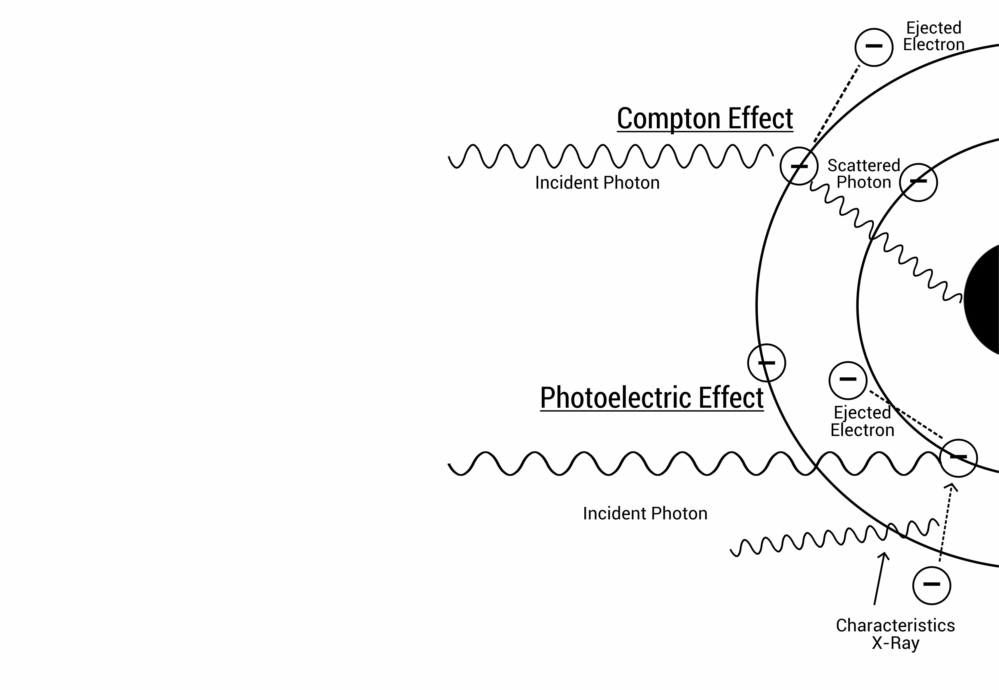 Ejected
Electron
Compton Effect
Incident Photon
Scattered
Photon
Photoelectric Effect
Ejected
Electron
Incident Photon
Characteristics
X-Ray